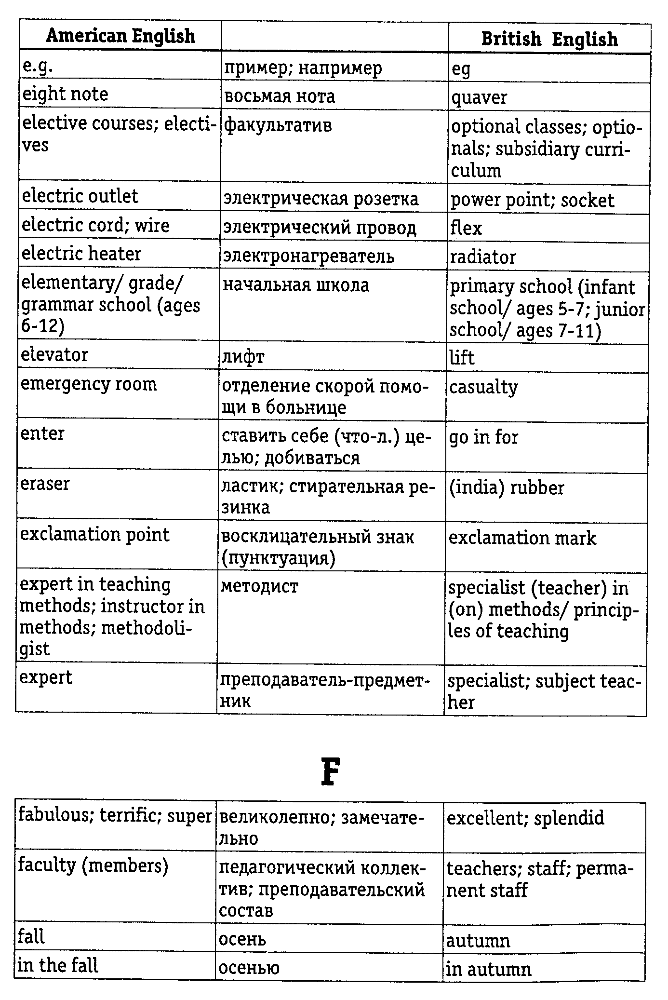 American English British English
e.g. пример; например eg
eight note восьмая нота quaver
elective courses; electi- факультатив optional classes; optio-
ves nals; subsidiary curri-
culum
electric outlet электрическая розетка power point; socket
electric cord; wire электрический провод flex
electric heater электронагреватель radiator
elementary/ grade/ начальная школа primary school (infant
grammar school (ages school/ ages 5-7; junior
6-12) school/ ages 7-11)
elevator лифт lift
emergency room отделение скорой помо- casualty
щи в больнице
enter ставить себе (что-л.) це- go in for
лью; добиваться
eraser ластик; стирательная ре- (india) rubber
зинка
exclamation point восклицательный знак exclamation mark
(пунктуация)
expert in teaching методист specialist (teacher) in
methods; instructor in (on) methods/ princip-
methods; methodoli- les of teaching
gist
expert преподаватель-предмет- specialist; subject teac-
ник her
F
fabulous; terrific; super великолепно; замечате- excellent; splendid
льно
faculty (members) педагогический коллек- teachers; staff; perma-
тив; преподавательский nent staff
состав
fall осень autumn
in the fall осенью in autumn